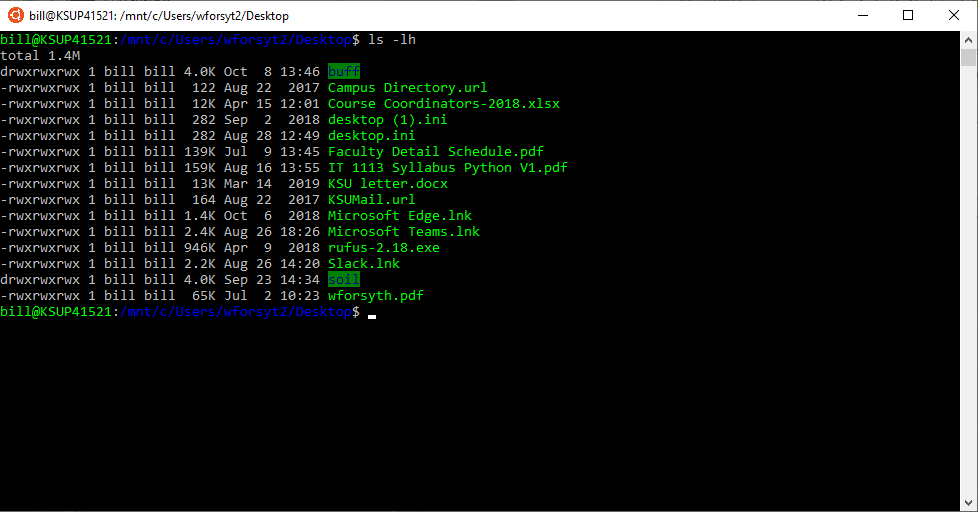 bill@KSUP41521: /mnt/c/Users/wforsyt2/Desktop
bill@KSUP41521:/mnt/c/Users/wforsyt2/Desktop$ ls -lh
total 1.4M
drwxrwxrwx 1 bill bill 4.0K Oct  8 13:46 buff
-rwxrwxrwx 1 bill bill  122 Aug 22  2017 Campus Directory.url
-rwxrwxrwx 1 bill bill  12K Apr 15 12:01 Course Coordinators-2018.xlsx
-rwxrwxrwx 1 bill bill  282 Sep  2  2018 desktop (1).ini
-rwxrwxrwx 1 bill bill  282 Aug 28 12:49 desktop.ini
-rwxrwxrwx 1 bill bill 139K Jul  9 13:45 Faculty Detail Schedule.pdf
-rwxrwxrwx 1 bill bill 159K Aug 16 13:55 IT 1113 Syllabus Python V1.pdf
-rwxrwxrwx 1 bill bill  13K Mar 14  2019 KSU letter.docx
-rwxrwxrwx 1 bill bill  164 Aug 22  2017 KSUMail.url
-rwxrwxrwx 1 bill bill 1.4K Oct  6  2018 Microsoft Edge.lnk
-rwxrwxrwx 1 bill bill 2.4K Aug 26 18:26 Microsoft Teams.lnk
-rwxrwxrwx 1 bill bill 946K Apr  9  2018 rufus-2.18.exe
-rwxrwxrwx 1 bill bill 2.2K Aug 26 14:20 Slack.lnk
drwxrwxrwx 1 bill bill 4.0K Sep 23 14:34 soil
-rwxrwxrwx 1 bill bill  65K Jul  2 10:23 wforsyth.pdf
bill@KSUP41521:/mnt/c/Users/wforsyt2/Desktop$